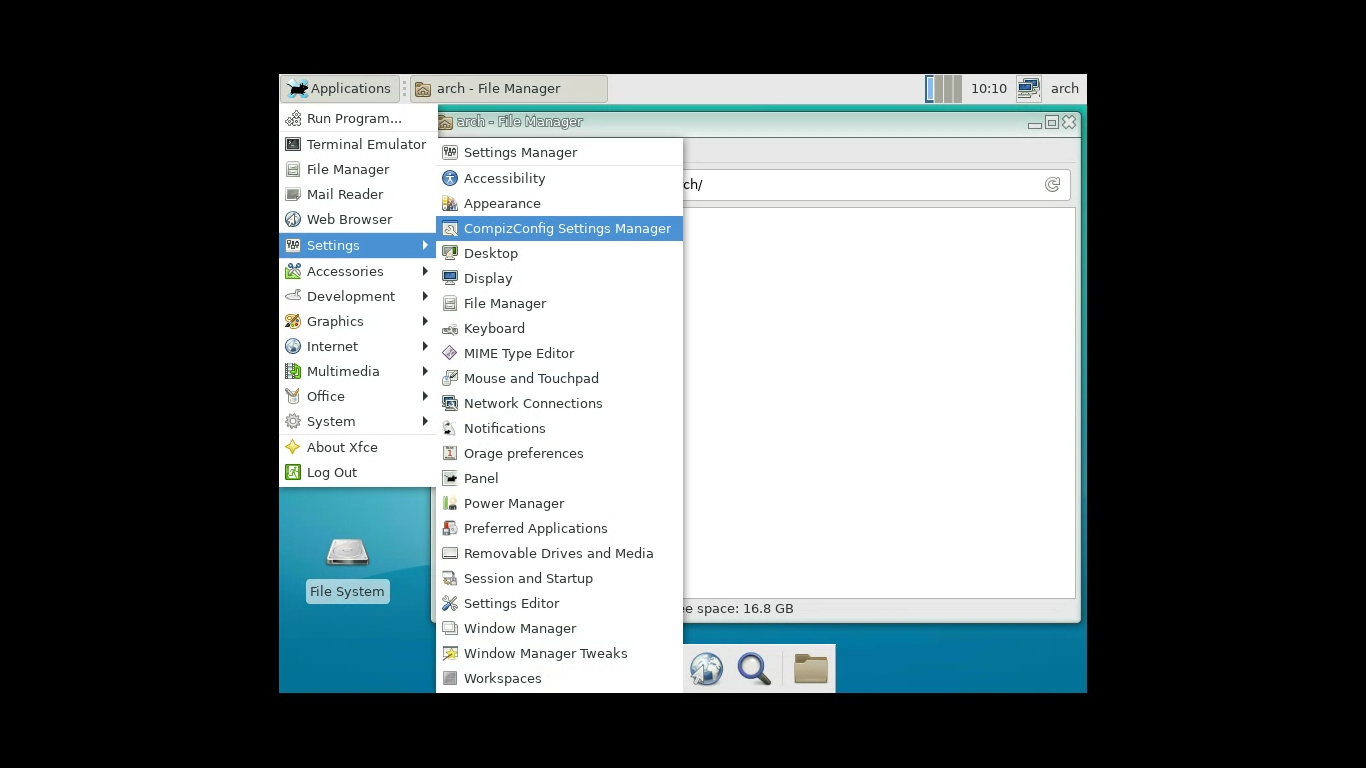 Applications
arch - File Manager
10:10
arch
Run Program...
Terminal Emulator
File Manager
Mail Reader
Web Browser
Settings
Accessories
Development
Graphics
Internet
Multimedia
Office
System
About Xfce
Log Out
arch - File Manager
Settings Manager
Accessibility
Appearance
CompizConfig Settings Manager
Desktop
Display
File Manager
Keyboard
MIME Type Editor
Mouse and Touchpad
Network Connections
Notifications
Orage preferences
Panel
Power Manager
Preferred Applications
Removable Drives and Media
Session and Startup
Settings Editor
Window Manager
Window Manager Tweaks
Workspaces
ch/
space: 16.8 GB
File System